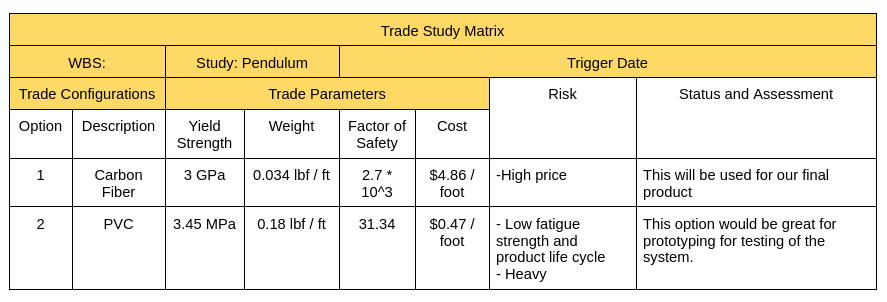 Trade Study Matrix
WBS: Study: Pendulum Trigger Date
Trade Configurations Trade Parameters Risk Status and Assessment
Option Description Yield Strength Weight Factor of Safety Cost
1 Carbon Fiber 3 GPa 0.034 lbf / ft 2.7 * 10^3 $4.86 / foot -High price This will be used for our final product
2 PVC 3.45 MPa 0.18 lbf / ft 31.34 $0.47 / foot - Low fatigue strength and product life cycle - Heavy This option would be great for prototyping for testing of the system.